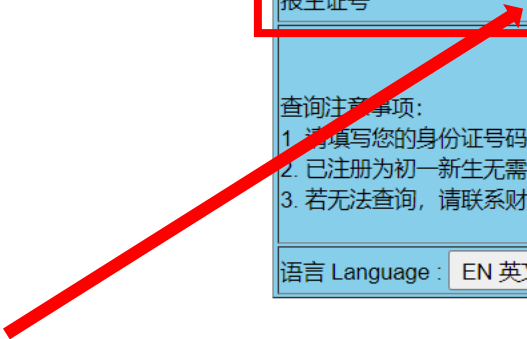 报生证号
查询注意事项：
1. 请填写您的身份证号码
2. 已注册为初一新生无需
3. 若无法查询，请联系财
语言 Language : EN 英文